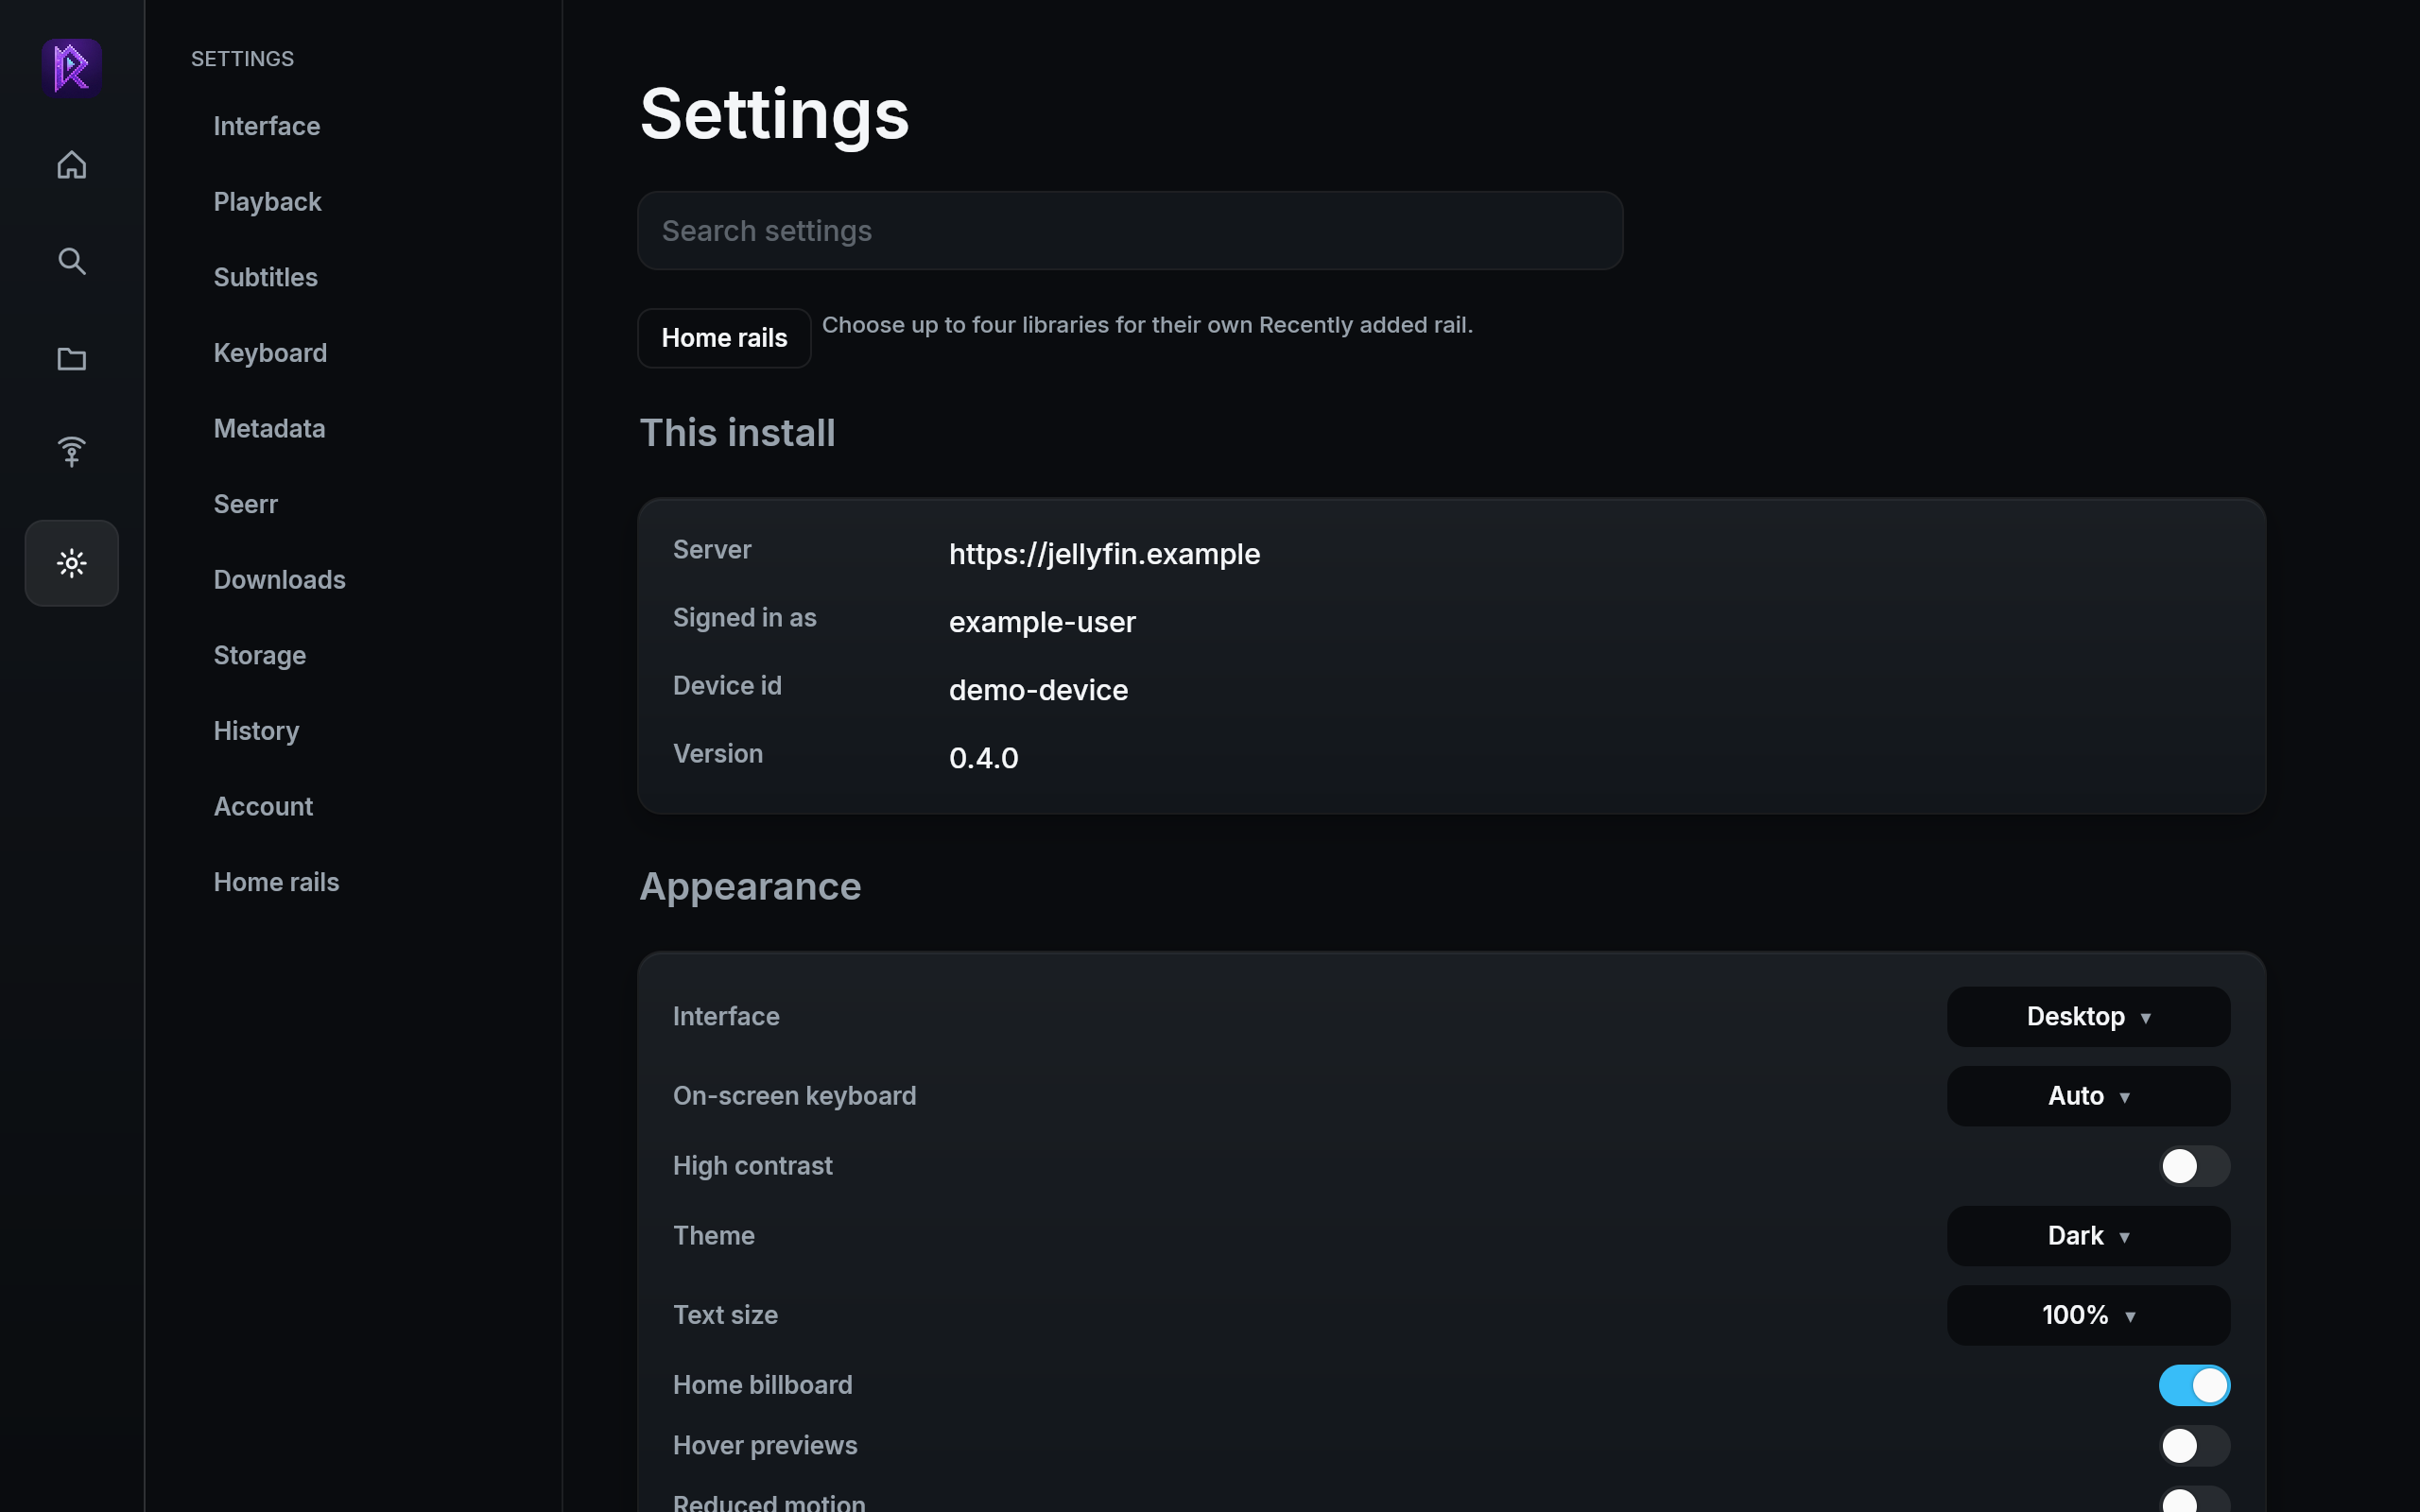 SETTINGS
Interface
Playback
Subtitles
Keyboard
Metadata
Seerr
Downloads
Storage
History
Account
Home rails
Settings
Search settings
Home rails Choose up to four libraries for their own Recently added rail.
This install
Server https://jellyfin.example
Signed in as example-user
Device id demo-device
Version 0.4.0
Appearance
Interface Desktop
On-screen keyboard Auto
High contrast
Theme Dark
Text size 100%
Home billboard
Hover previews
Reduced motion